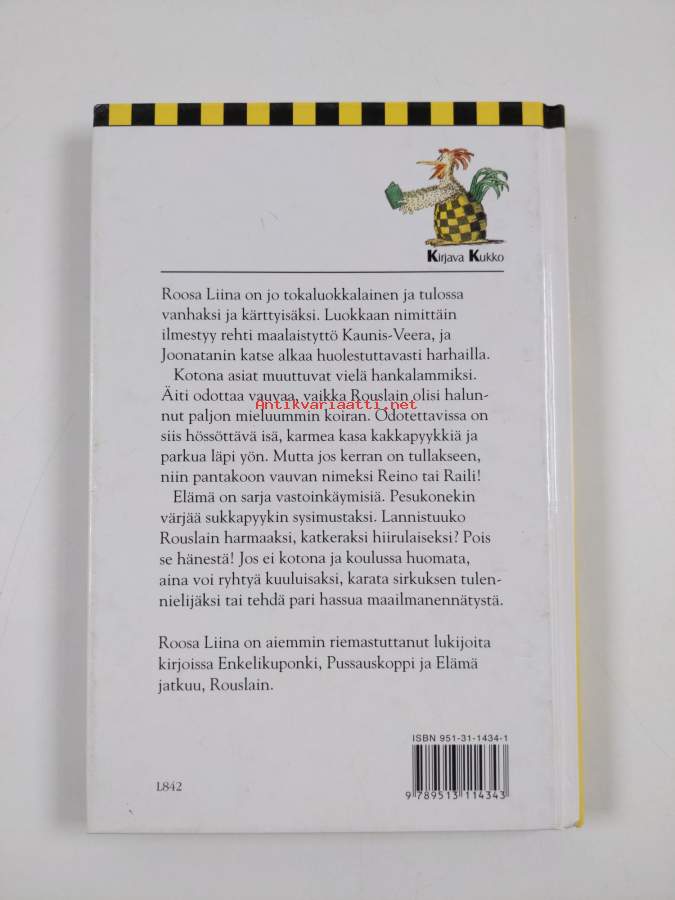 Kirjava Kukko
Roosa Liina on jo tokaluokkalainen ja tulossa
vanhaksi ja kärttyisäksi. Luokkaan nimittäin
ilmestyy rehti maalaistyttö Kaunis-Veera, ja
Joonatanin katse alkaa huolestuttavasti harhailla.
Kotona asiat muuttuvat vielä hankalammiksi.
Äiti odottaa vauvaa, vaikka Rouslain olisi halun-
Antikvariaatti.net
nut paljon mieluummin koiran. Odotettavissa on
siis hössöttävä isä, karmea kasa kakkapyykkiä ja
parkua läpi yön. Mutta jos kerran on tullakseen,
niin pantakoon vauvan nimeksi Reino tai Raili!
Elämä on sarja vastoinkäymisiä. Pesukonekin
värjää sukkapyykin sysimustaksi. Lannistuuko
Rouslain harmaaksi, katkeraksi hiirulaiseksi? Pois
se hänestä! Jos ei kotona ja koulussa huomata,
aina voi ryhtyä kuuluisaksi, karata sirkuksen tulen-
nielijäksi tai tehdä pari hassua maailmanennätystä.
Roosa Liina on aiemmin riemastuttanut lukijoita
kirjoissa Enkelikuponki, Pussauskoppi ja Elämä
jatkuu, Rouslain.
ISBN 951-31-1434-1
L842
9 789513 114343